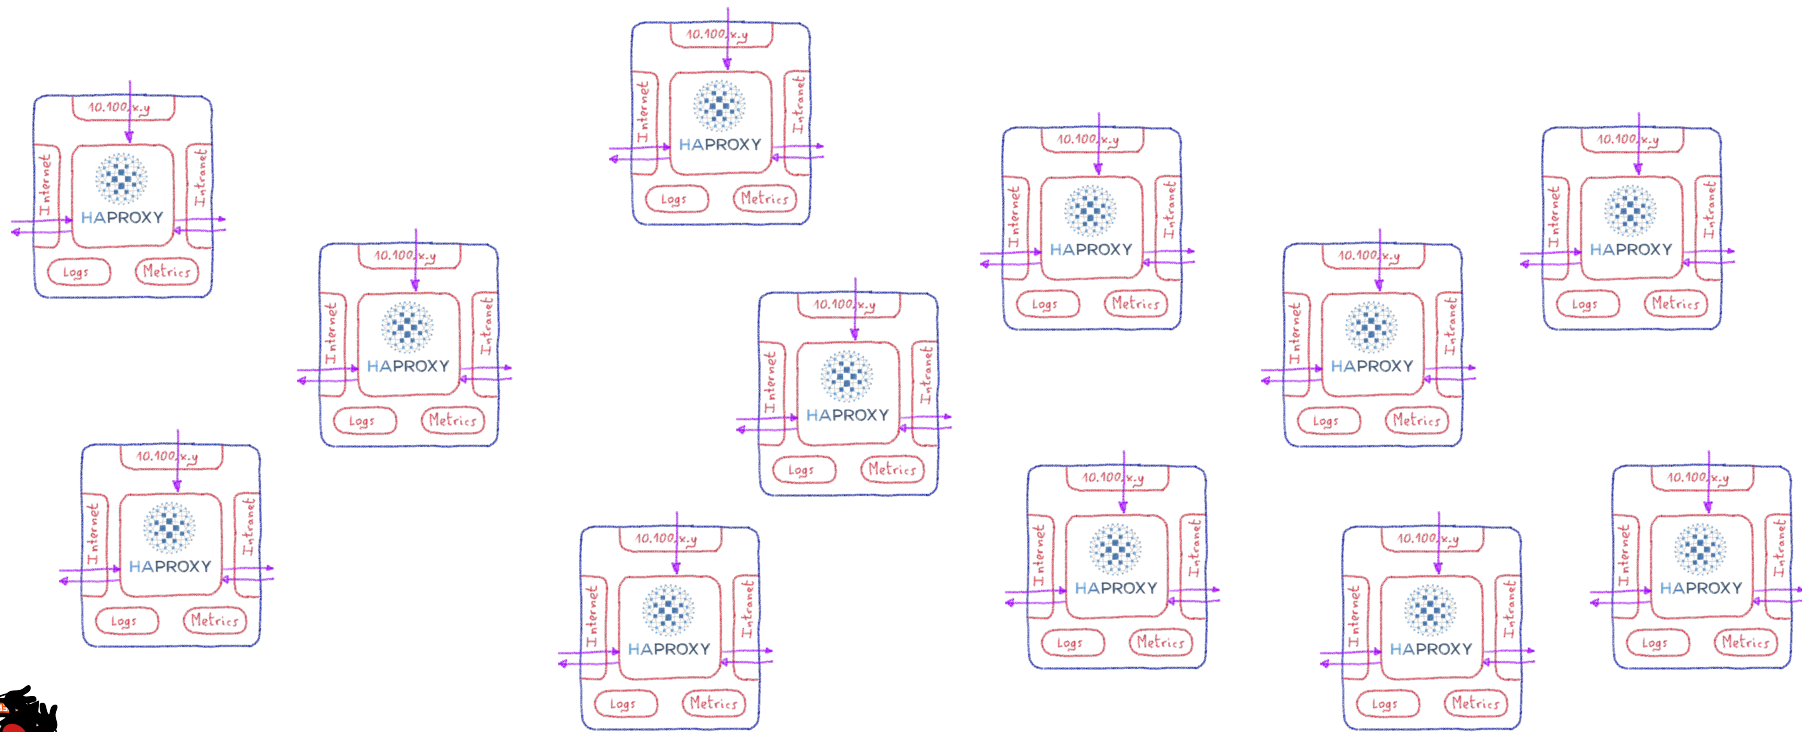 10.100.x.y
Internet
HAPROXY
Intranet
Logs
Metrics
10.100.x.y
Internet
HAPROXY
Intranet
Logs
Metrics
10.100.x.y
Internet
HAPROXY
Intranet
Logs
Metrics
10.100.x.y
Internet
HAPROXY
Intranet
Logs
Metrics
10.100.x.y
Internet
HAPROXY
Intranet
Logs
Metrics
10.100.x.y
Internet
HAPROXY
Intranet
Logs
Metrics
10.100.x.y
Internet
HAPROXY
Intranet
Logs
Metrics
10.100.x.y
Internet
HAPROXY
Intranet
Logs
Metrics
10.100.x.y
Internet
HAPROXY
Intranet
Logs
Metrics
10.100.x.y
Internet
HAPROXY
Intranet
Logs
Metrics
10.100.x.y
Internet
HAPROXY
Intranet
Logs
Metrics
10.100.x.y
Internet
HAPROXY
Intranet
Logs
Metrics